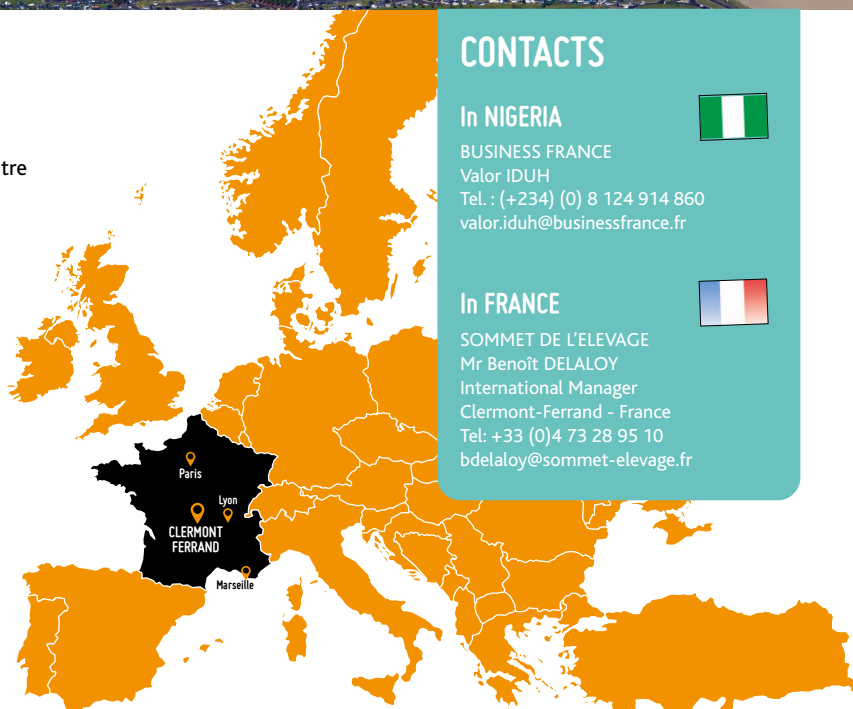 tre
CONTACTS
In NIGERIA
BUSINESS FRANCE
Valor IDUH
Tel. : (+234) (0) 8 124 914 860
valor.iduh@businessfrance.fr
In FRANCE
SOMMET DE L'ELEVAGE
Mr Benoît DELALOY
International Manager
Clermont-Ferrand - France
Tel: +33 (0)4 73 28 95 10
bdelaloy@sommet-elevage.fr
Paris
Lyon
CLERMONT
FERRAND
Marseille